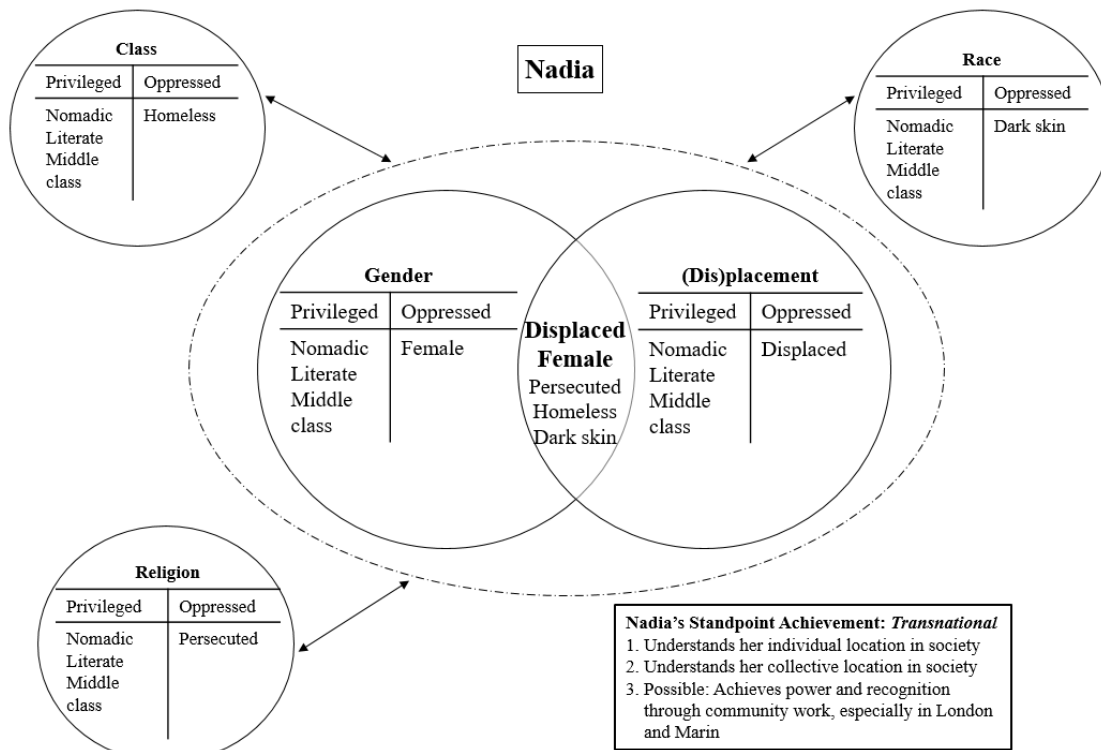 Nadia
Class
Privileged Oppressed
Nomadic Homeless
Literate
Middle
class
Race
Privileged Oppressed
Nomadic Dark skin
Literate
Middle
class
Gender
Privileged Oppressed
Nomadic Female
Literate
Middle
class
Displaced
Female
Persecuted
Homeless
Dark skin
(Dis)placement
Privileged Oppressed
Nomadic Displaced
Literate
Middle
class
Religion
Privileged Oppressed
Nomadic Persecuted
Literate
Middle
class
Nadia’s Standpoint Achievement: Transnational
1. Understands her individual location in society
2. Understands her collective location in society
3. Possible: Achieves power and recognition
through community work, especially in London
and Marin